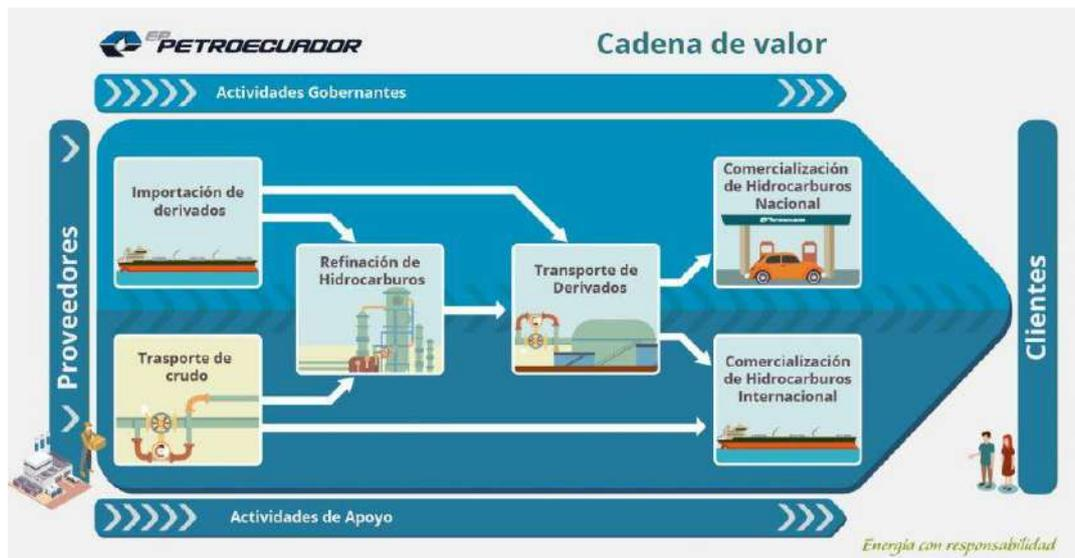 EP PETROECUADOR
Cadena de valor
Actividades Gobernantes
Proveedores
Importación de
derivados
Trasporte de
crudo
Refinación de
Hidrocarburos
Transporte de
Derivados
Comercialización
de Hidrocarburos
Nacional
PETROECUADOR
Comercialización
de Hidrocarburos
Internacional
Clientes
Actividades de Apoyo
Energía con responsabilidad